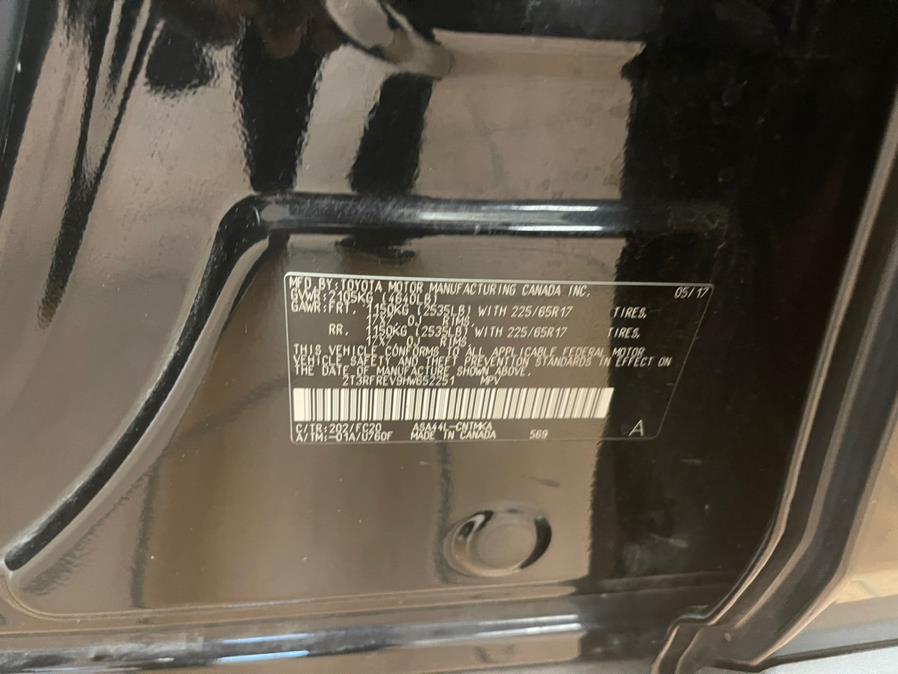 MFD BY:TOYOTA MOTOR MANUFACTURING CANADA INC. 05/17
GVWR:2105KG (4640LB)
GAWR:FRT. 1150KG (2535LB) WITH 225/65R17 TIRES,
17X7.0J RIMS.
RR. 1150KG (2535LB) WITH 225/65R17 TIRES,
17X7.0J RIMS
THIS VEHICLE CONFORMS TO ALL APPLICABLE FEDERAL MOTOR
VEHICLE SAFETY AND THEFT PREVENTION STANDARDS IN EFFECT
ON THE DATE OF MANUFACTURE SHOWN ABOVE.
2T3RFREV9HW652251 MPV
C/TR:202/FC20 ASA44L-CNTMKA
A/TM:-01A/U760F MADE IN CANADA 569 A